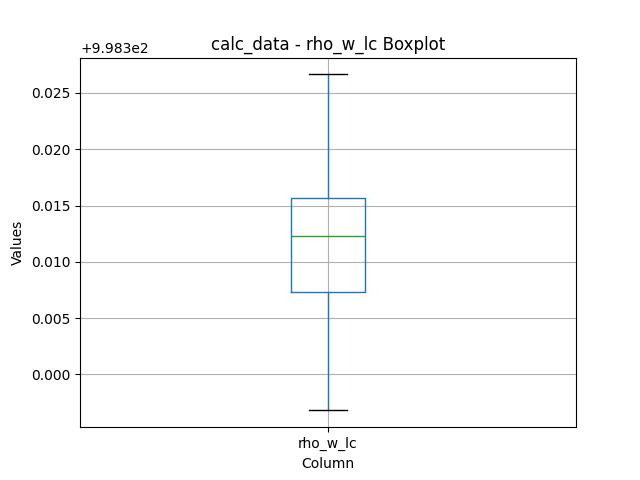 calc_data - rho_w_lc Boxplot
+9.983e2
0.025
0.020
0.015
0.010
0.005
0.000
Values
rho_w_lc
Column